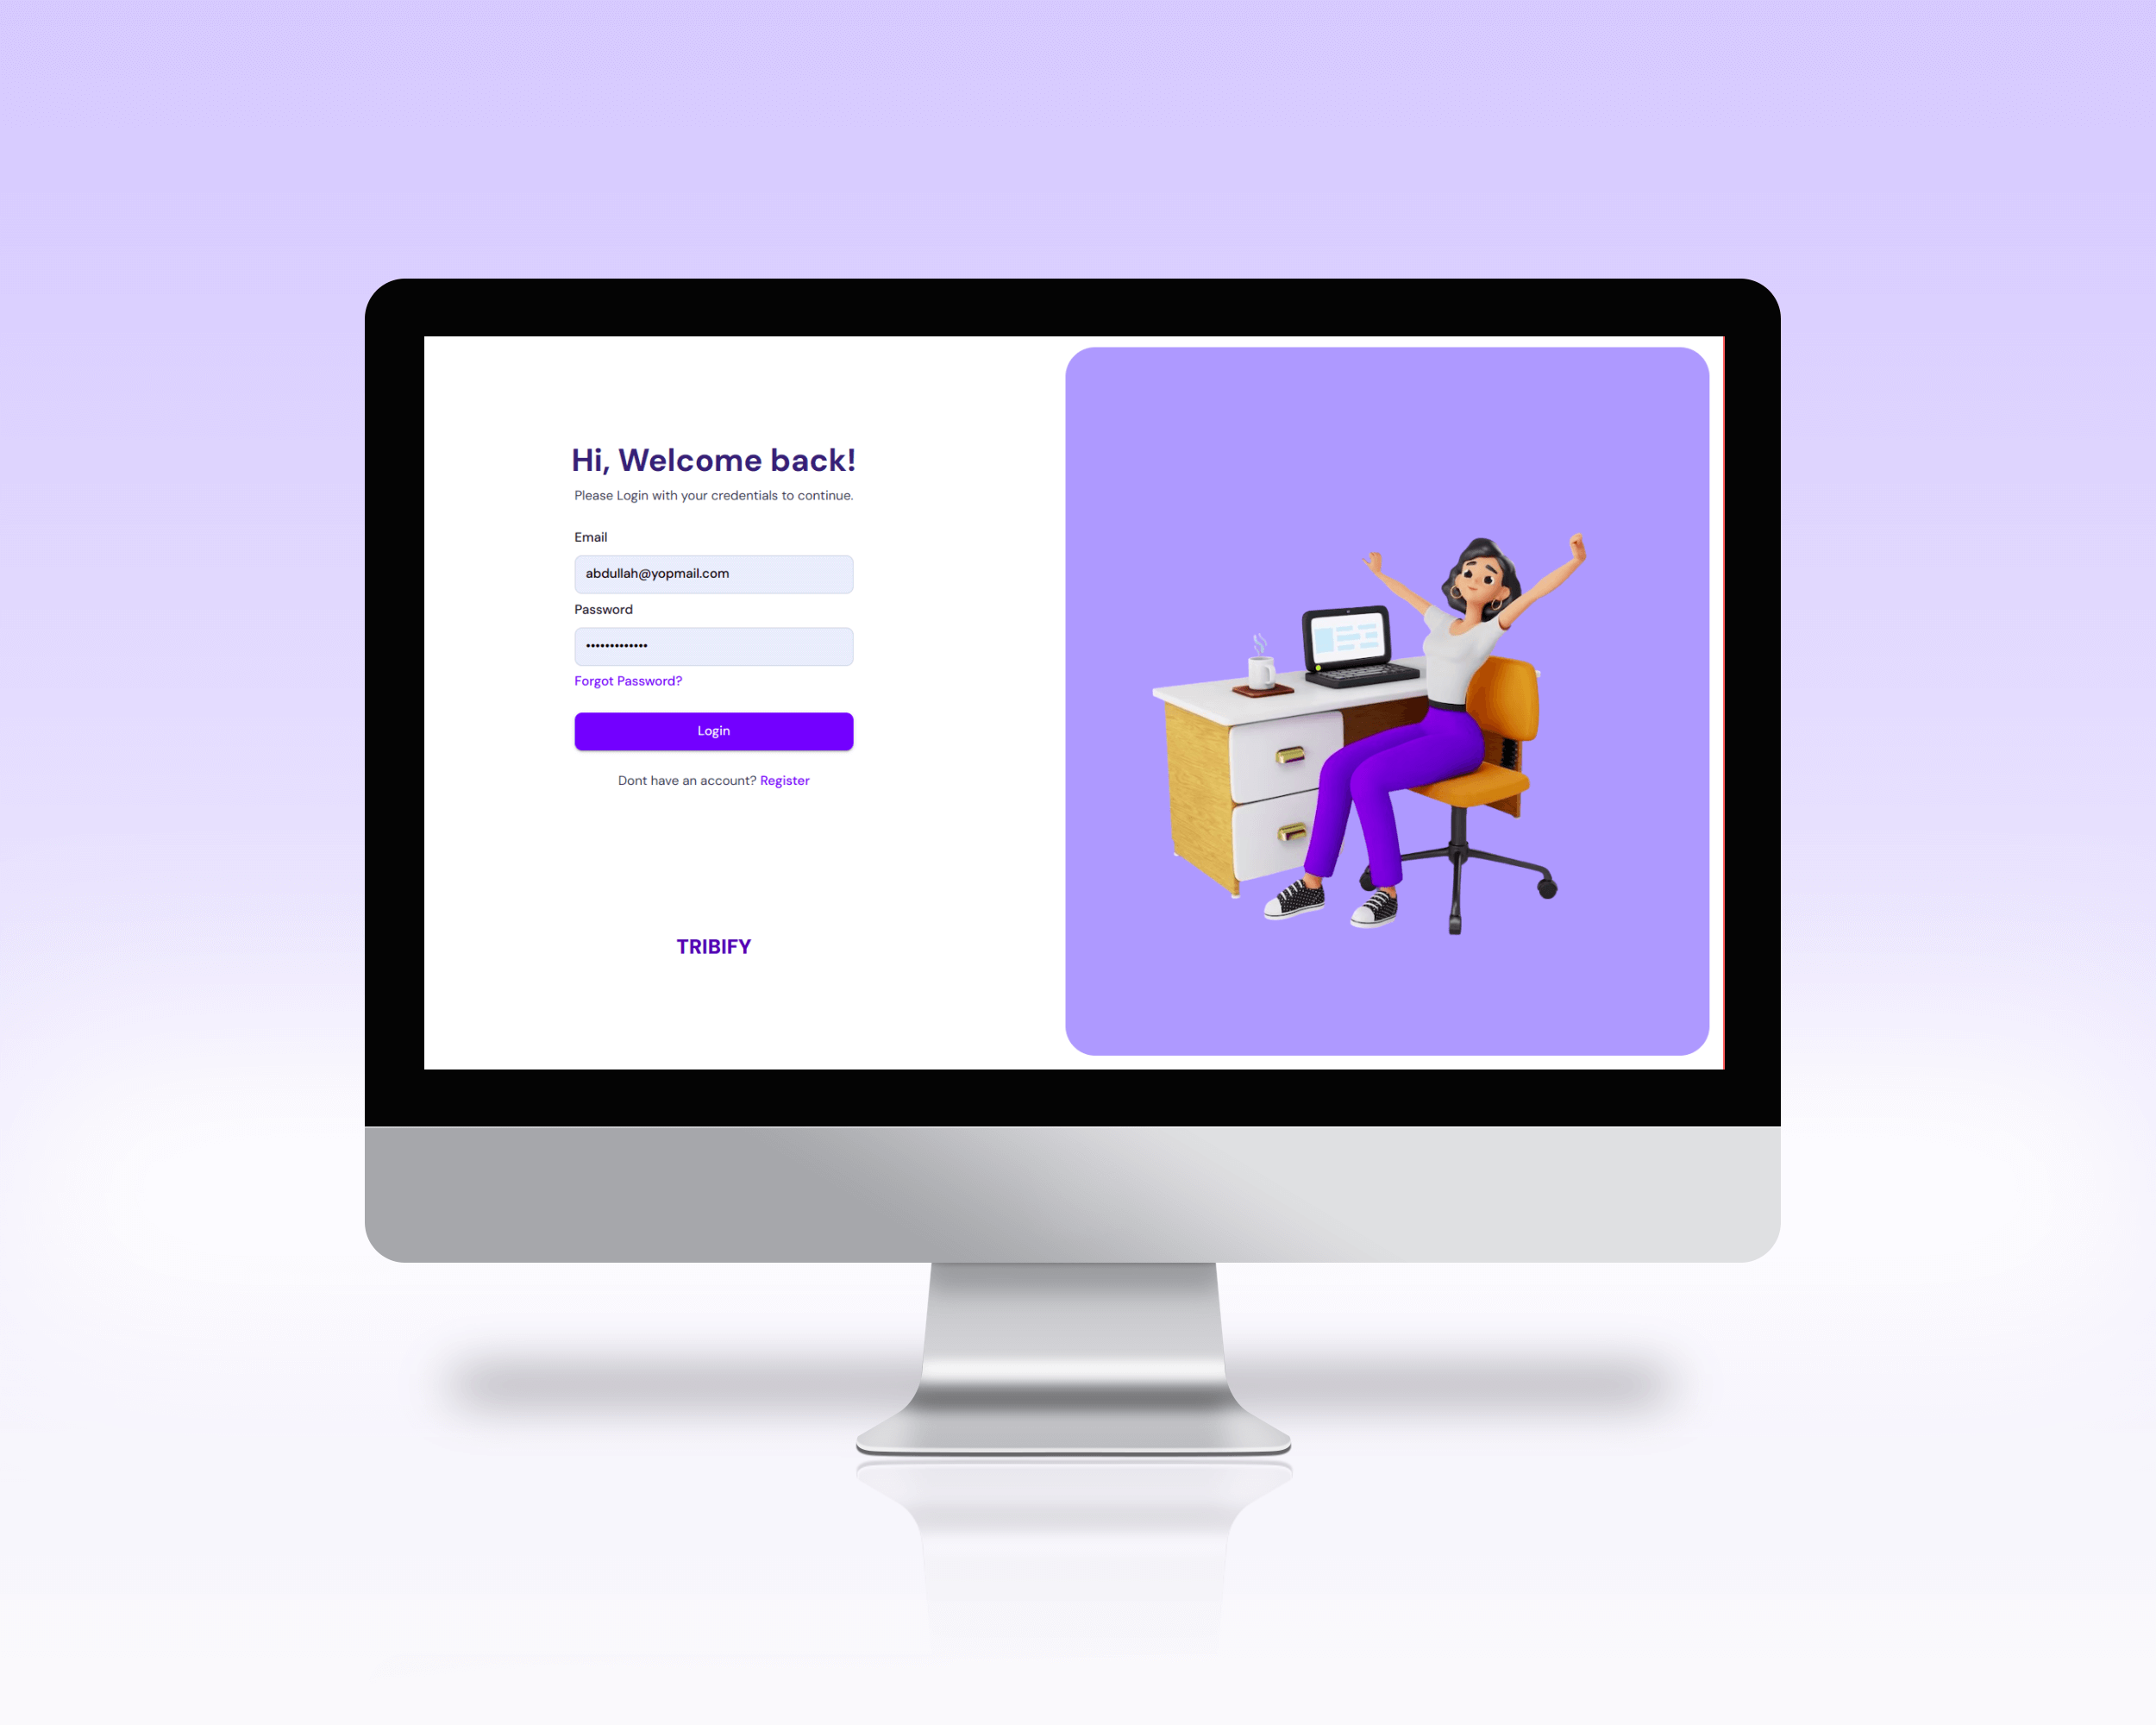 Hi, Welcome back!
Please Login with your credentials to continue.
Email
abdullah@yopmail.com
Password
•••••••••••••
Forgot Password?
Login
Dont have an account? Register
TRIBIFY